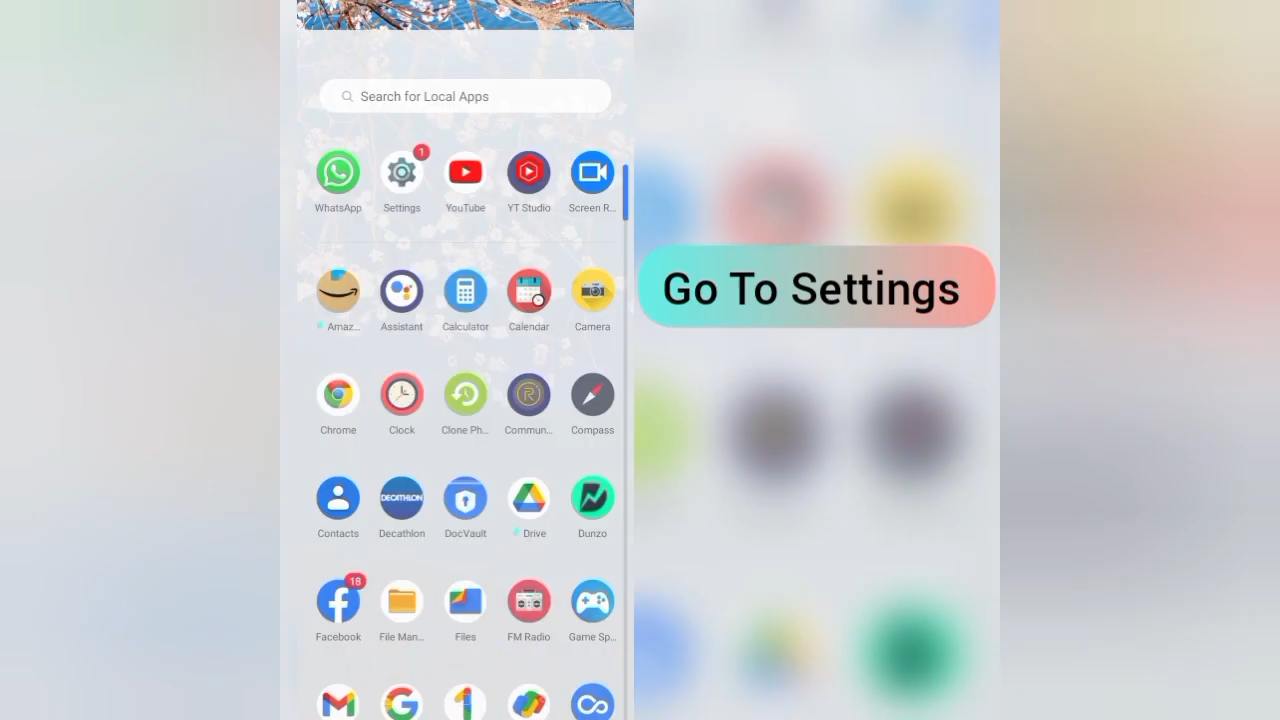 Search for Local Apps
1
WhatsApp Settings YouTube YT Studio Screen R...
Amaz... Assistant Calculator Calendar Camera
Chrome Clock Clone Ph... Commun... Compass
DECATHLON
Contacts Decathlon DocVault Drive Dunzo
18
Facebook File Man... Files FM Radio Game Sp...
Go To Settings